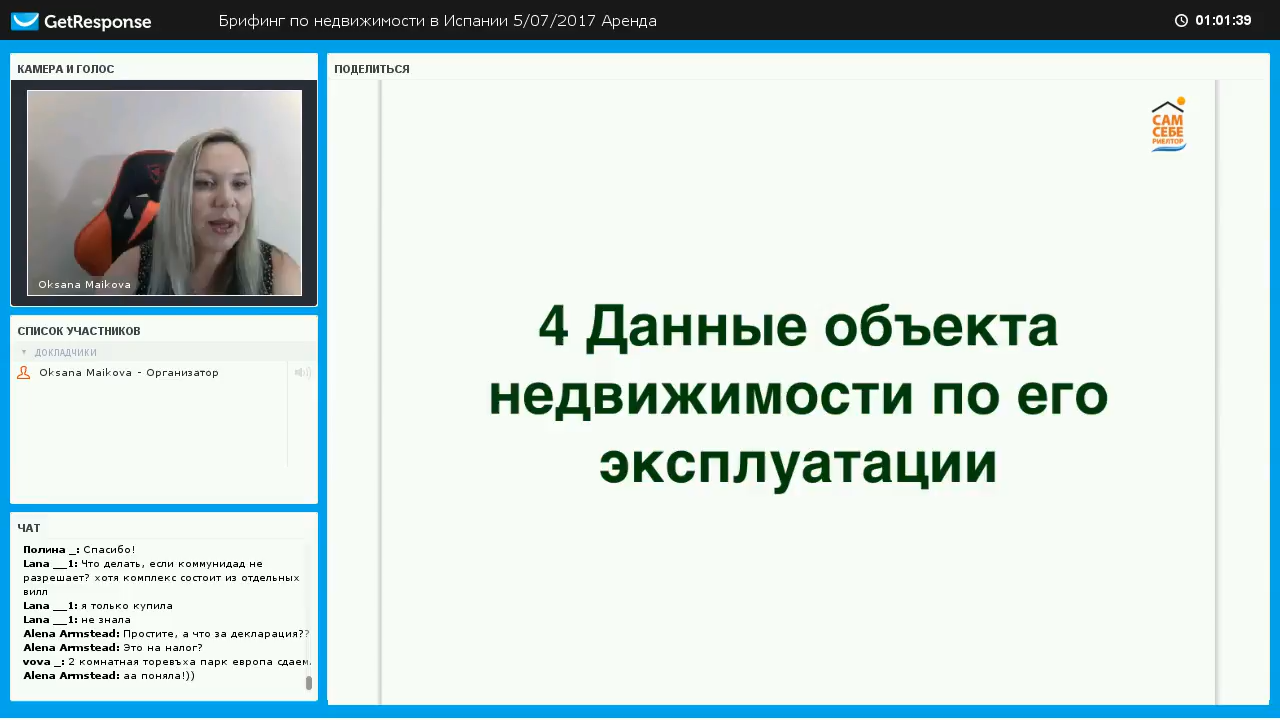 GetResponse
Брифинг по недвижимости в Испании 5/07/2017 Аренда
01:01:39
КАМЕРА И ГОЛОС
Oksana Maikova
СПИСОК УЧАСТНИКОВ
ДОКЛАДЧИКИ
Oksana Maikova - Организатор
ЧАТ
Полина _: Спасибо!
Lana __1: Что делать, если коммунидад не
разрешает? хотя комплекс состоит из отдельных
вилл
Lana __1: я только купила
Lana __1: не знала
Alena Armstead: Простите, а что за декларация??
Alena Armstead: Это на налог?
vova _: 2 комнатная торевъха парк европа сдаем.
Alena Armstead: аа поняла!))
ПОДЕЛИТЬСЯ
САМ
СЕБЕ
РИЕЛТОР
4 Данные объекта
недвижимости по его
эксплуатации